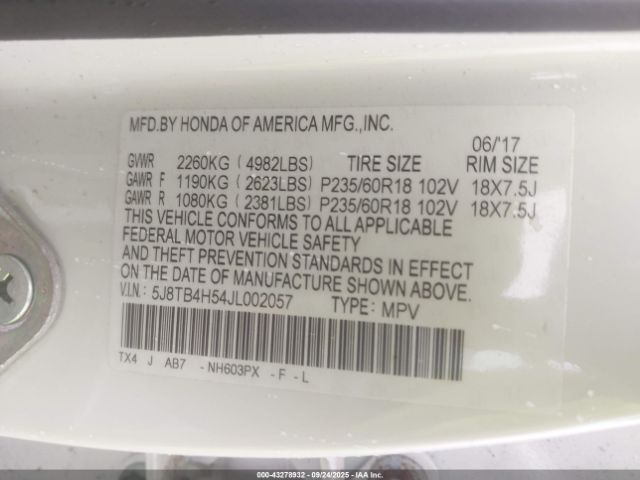 MFD.BY HONDA OF AMERICA MFG.,INC.
06/'17
GVWR 2260KG ( 4982LBS) TIRE SIZE RIM SIZE
GAWR F 1190KG ( 2623LBS) P235/60R18 102V 18X7.5J
GAWR R 1080KG ( 2381LBS) P235/60R18 102V 18X7.5J
THIS VEHICLE CONFORMS TO ALL APPLICABLE
FEDERAL MOTOR VEHICLE SAFETY
AND THEFT PREVENTION STANDARDS IN EFFECT
ON THE DATE OF MANUFACTURE SHOWN ABOVE.
V.I.N.: 5J8TB4H54JL002057 TYPE: MPV
TX4 J AB7 - NH603PX - F - L
000-43278932 - 09/24/2025 - IAAI.COM